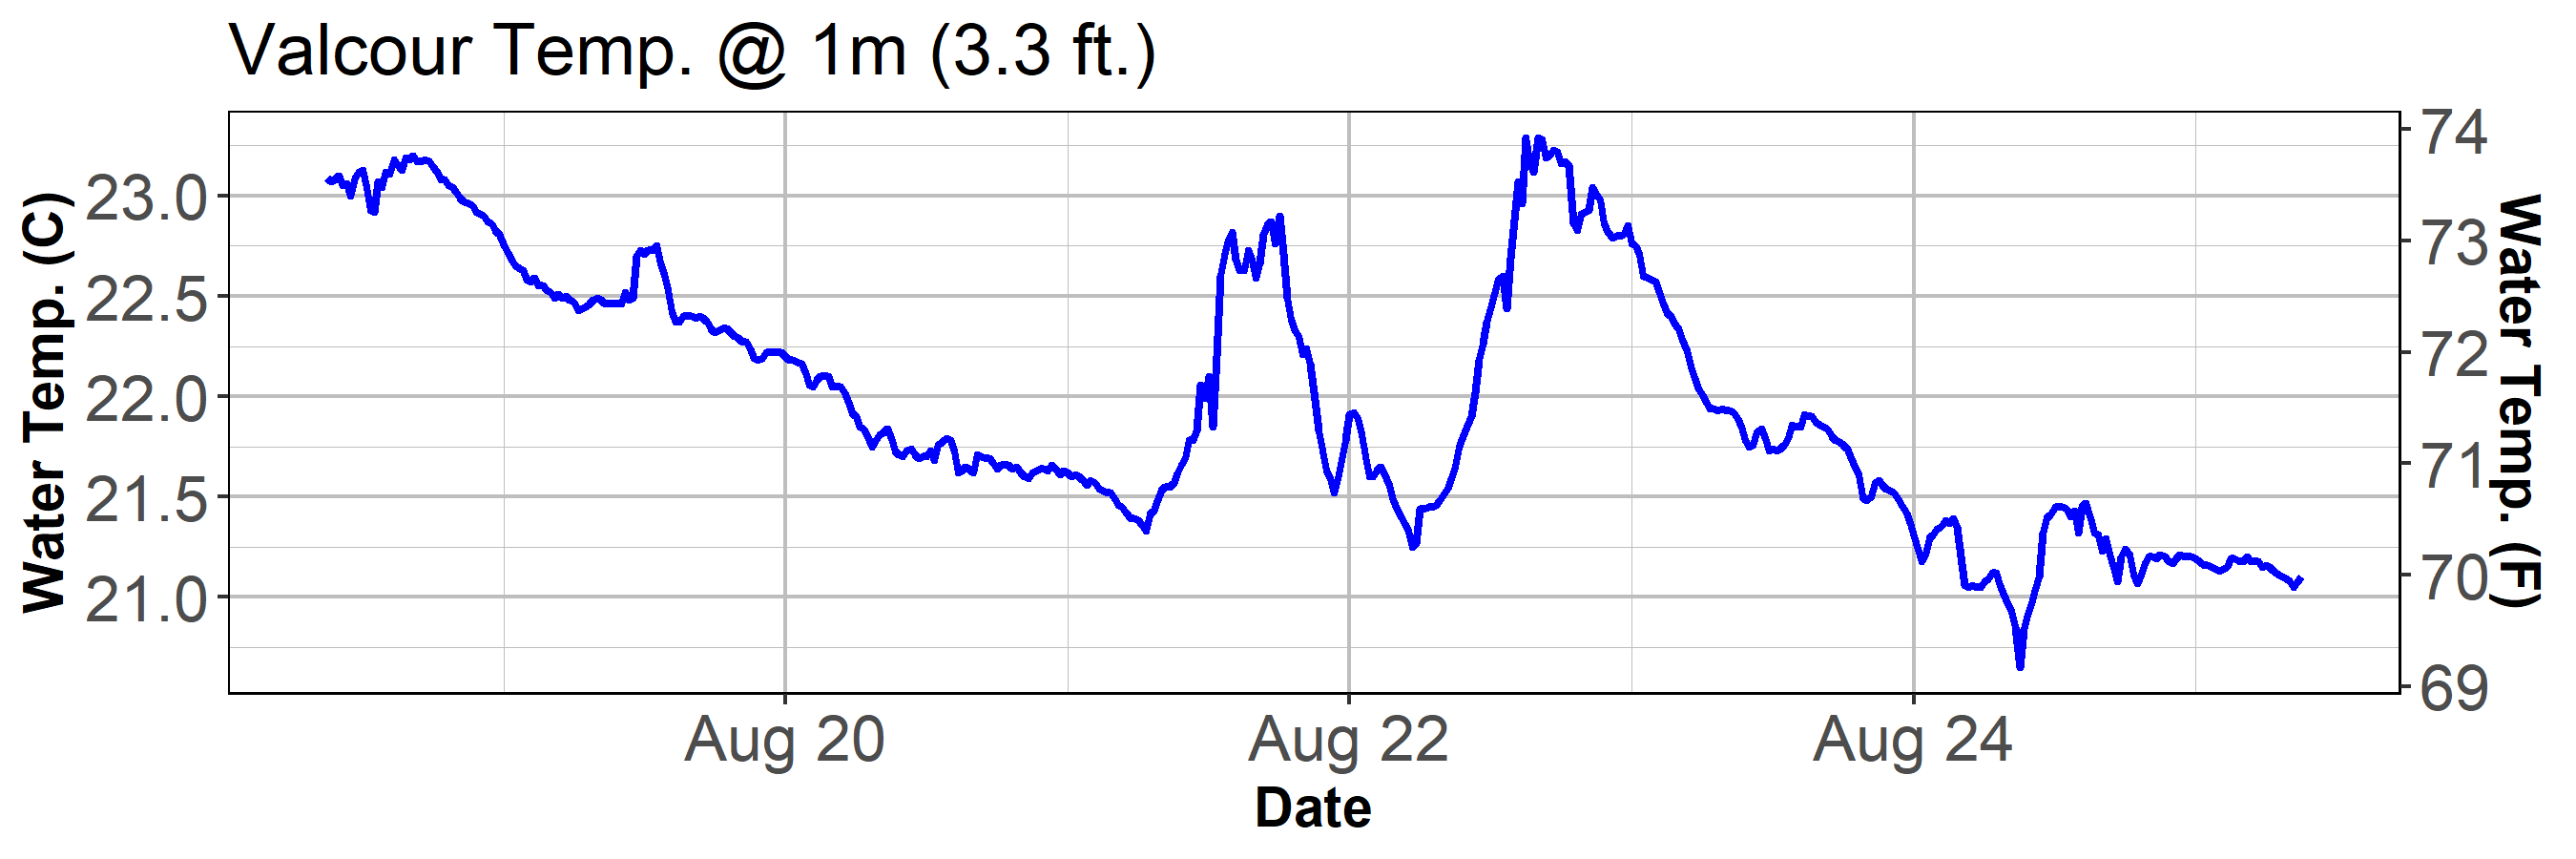 Valcour Temp. @ 1m (3.3 ft.)
Water Temp. (C)
23.0
22.5
22.0
21.5
21.0
74
73
72
71
70
69
Water Temp. (F)
Aug 20
Aug 22
Aug 24
Date